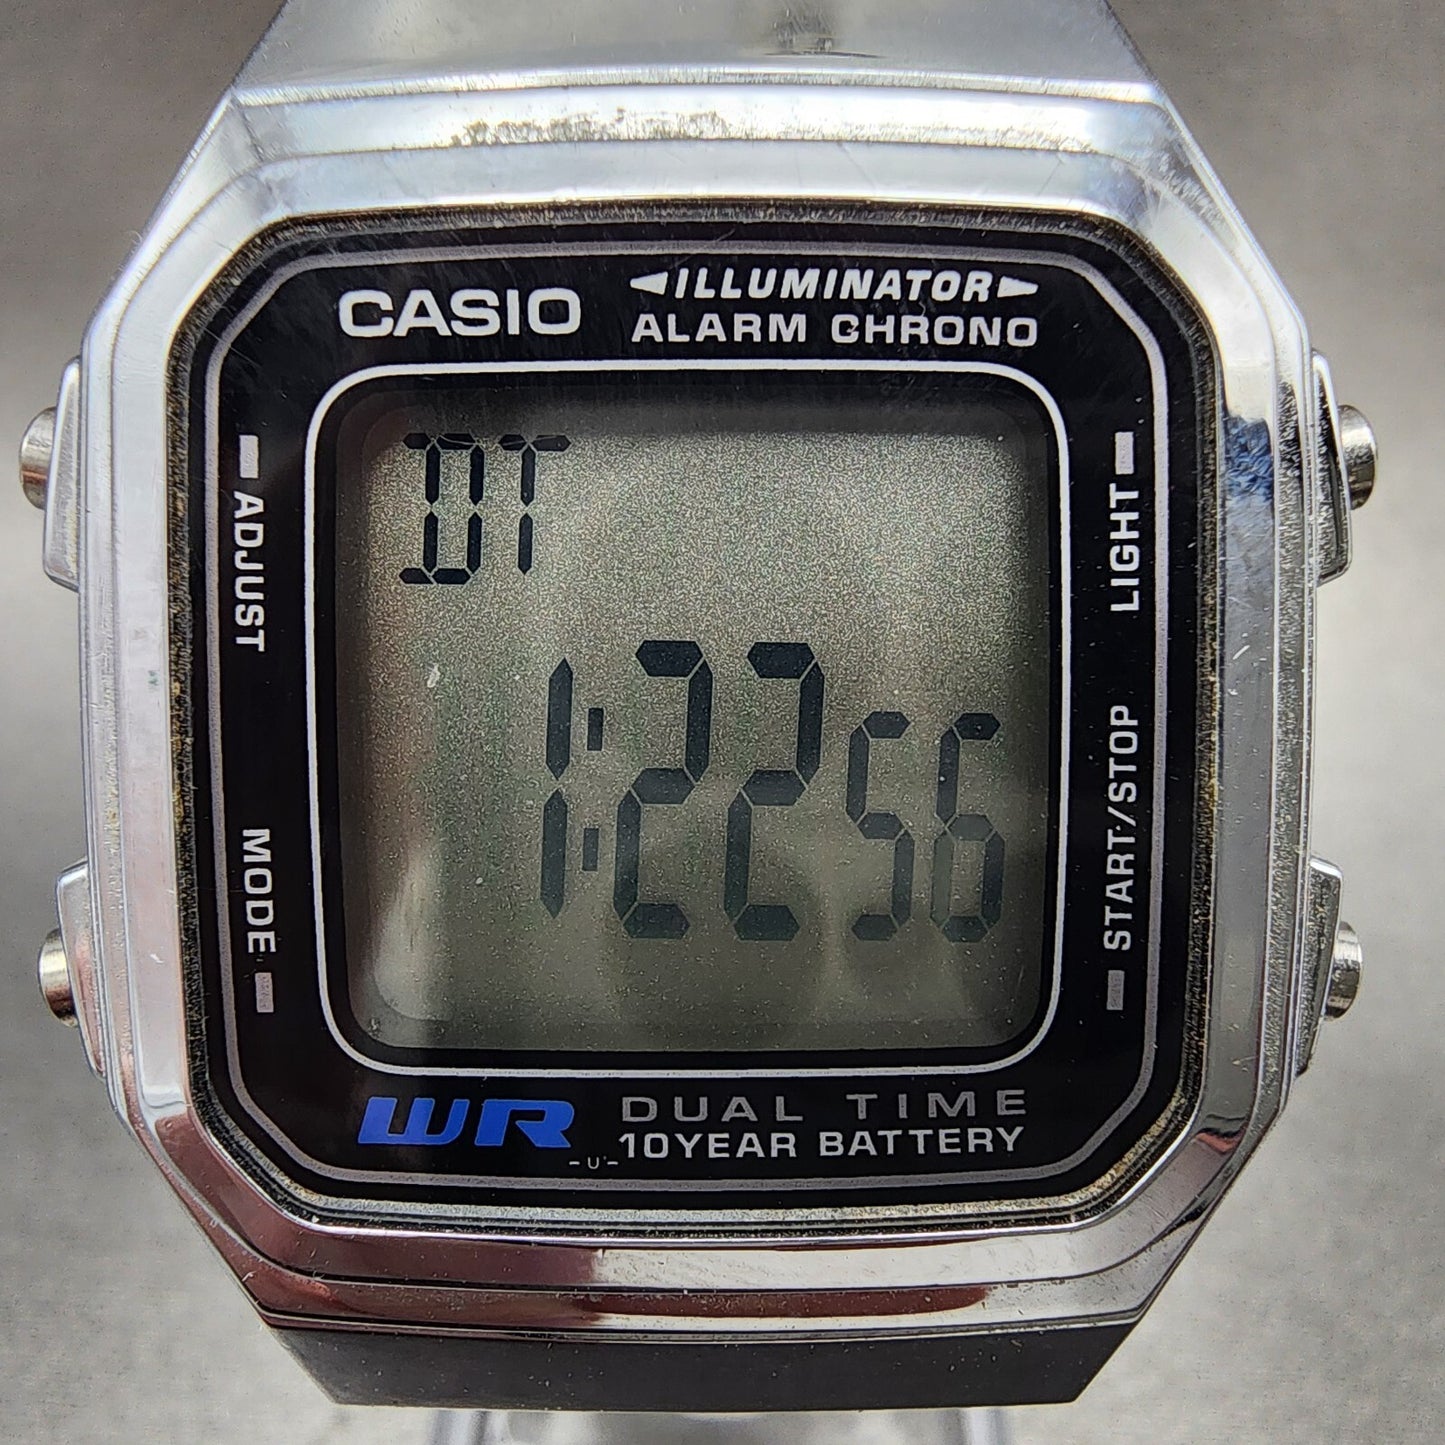 CASIO
ILLUMINATOR
ALARM CHRONO
ADJUST
LIGHT
DT
1:22 56
MODE
START/STOP
WR
DUAL TIME
10YEAR BATTERY
-U-